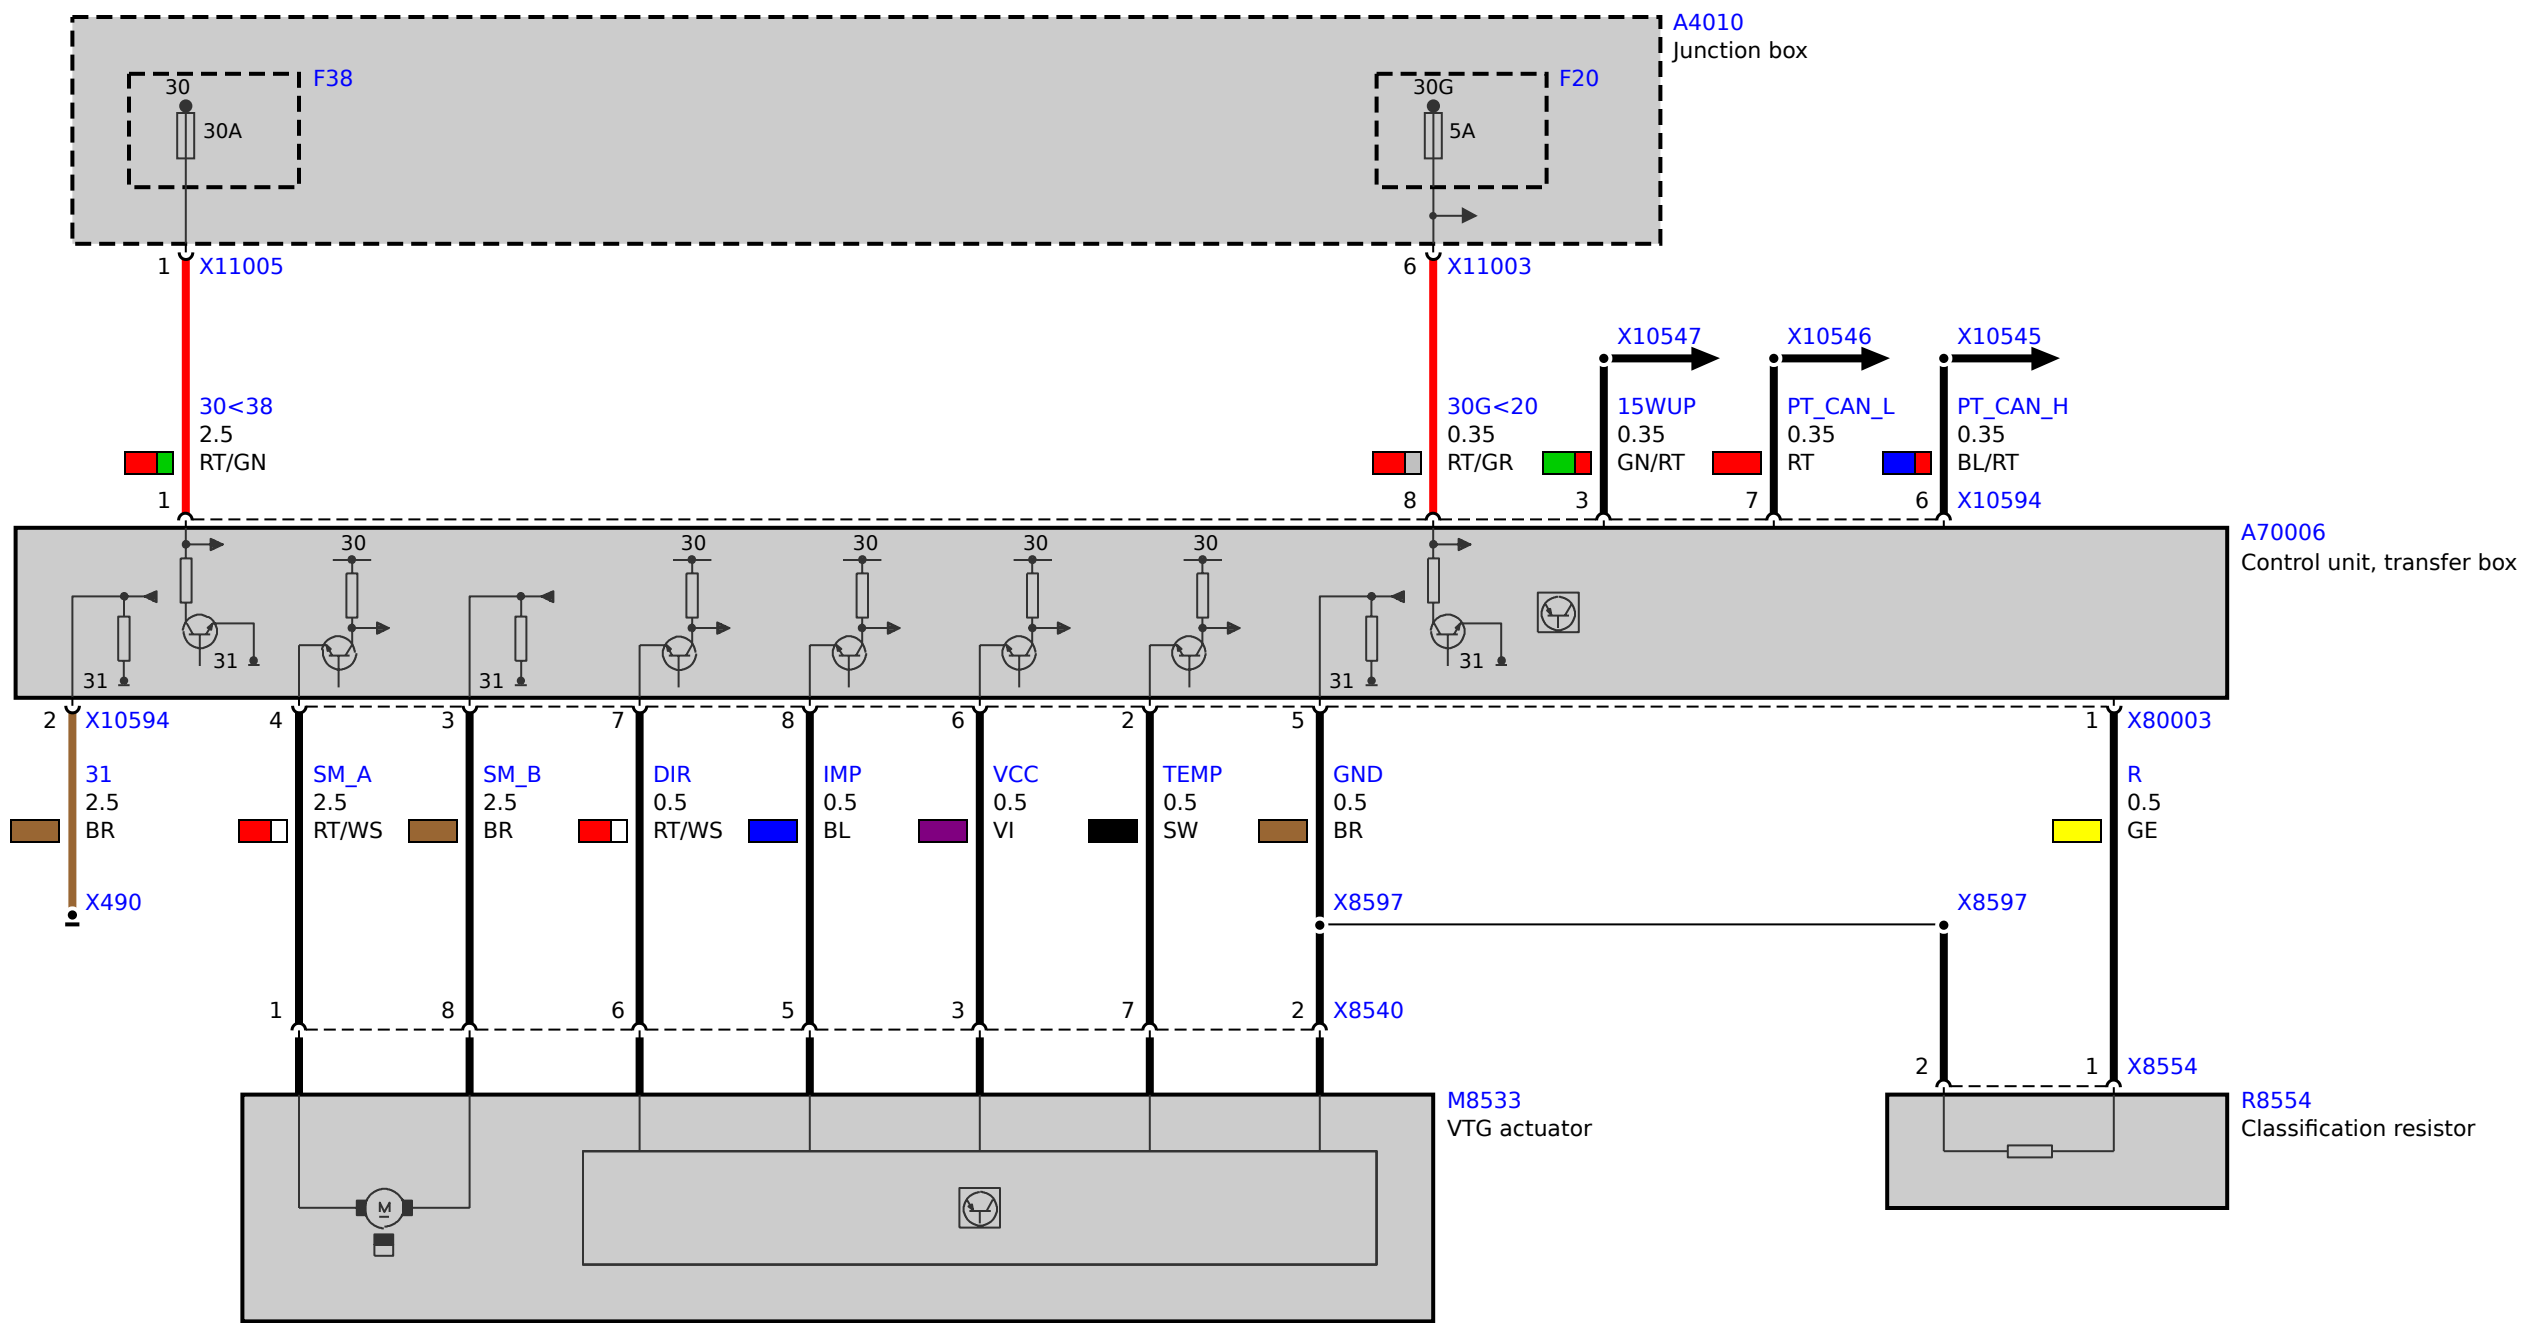 A4010
Junction box
F38
30
30A
F20
30G
5A
1 X11005
6 X11003
X10547
X10546
X10545
30<38
2.5
RT/GN
1
30G<20
0.35
RT/GR
8
15WUP
0.35
GN/RT
3
PT_CAN_L
0.35
RT
7
PT_CAN_H
0.35
BL/RT
6 X10594
A70006
Control unit, transfer box
30
30
30
30
30
31
31
31
31
31
2 X10594
4
3
7
8
6
2
5
1 X80003
31
2.5
BR
SM_A
2.5
RT/WS
SM_B
2.5
BR
DIR
0.5
RT/WS
IMP
0.5
BL
VCC
0.5
VI
TEMP
0.5
SW
GND
0.5
BR
R
0.5
GE
X490
X8597
X8597
1
8
6
5
3
7
2 X8540
2
1 X8554
M8533
VTG actuator
R8554
Classification resistor
M